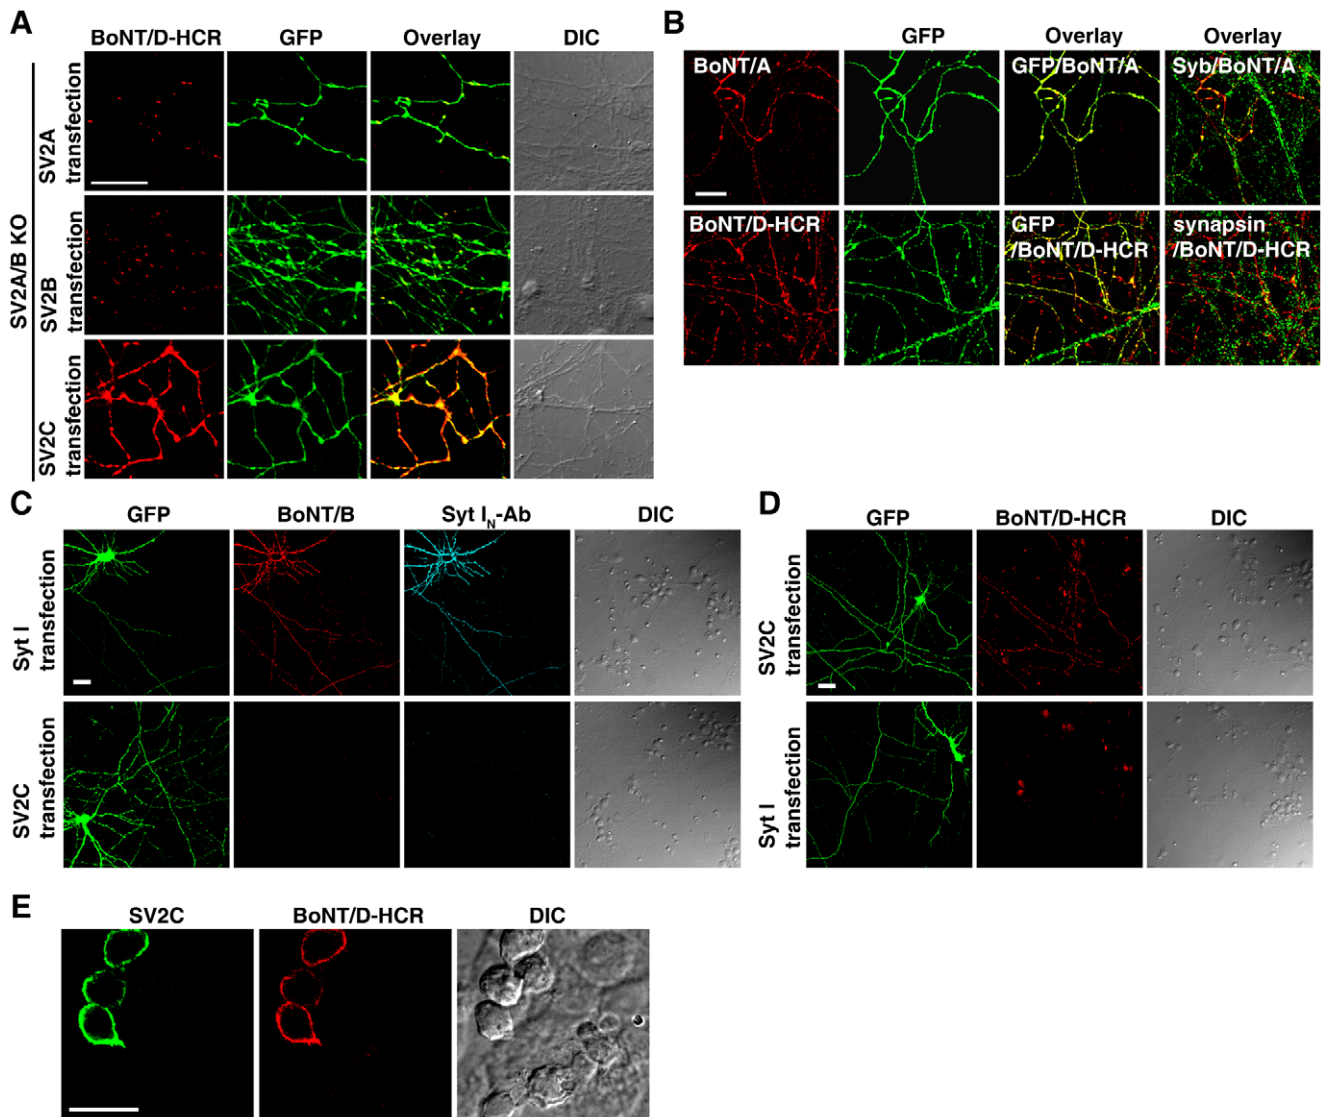 A
BoNT/D-HCR GFP Overlay DIC
SV2A/B KO
SV2A
transfection
SV2B
transfection
SV2C
transfection
B
GFP Overlay Overlay
BoNT/A GFP/BoNT/A Syb/BoNT/A
BoNT/D-HCR GFP synapsin
/BoNT/D-HCR /BoNT/D-HCR
C
GFP BoNT/B Syt IN-Ab DIC
Syt I
transfection
SV2C
transfection
D
GFP BoNT/D-HCR DIC
SV2C
transfection
Syt I
transfection
E
SV2C BoNT/D-HCR DIC